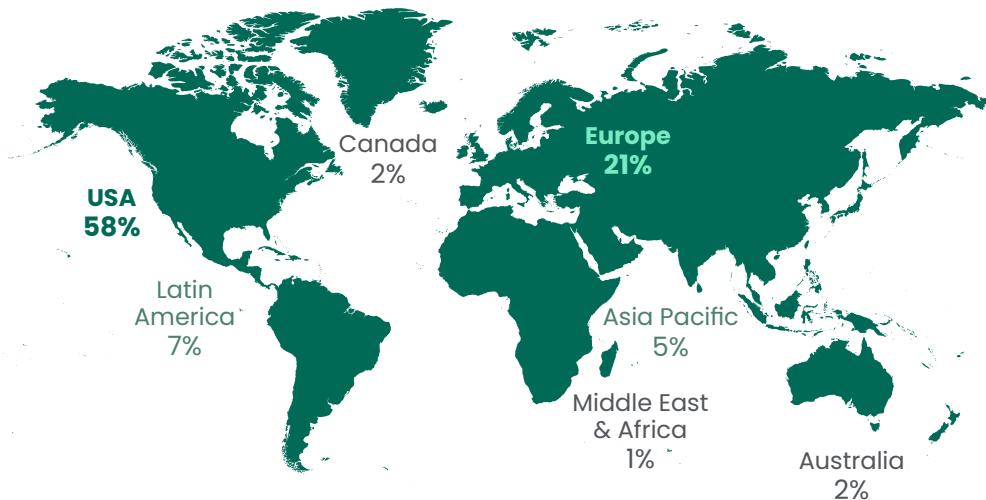 Canada
2%
Europe
21%
USA
58%
Latin
America
7%
Asia Pacific
5%
Middle East
& Africa
1%
Australia
2%